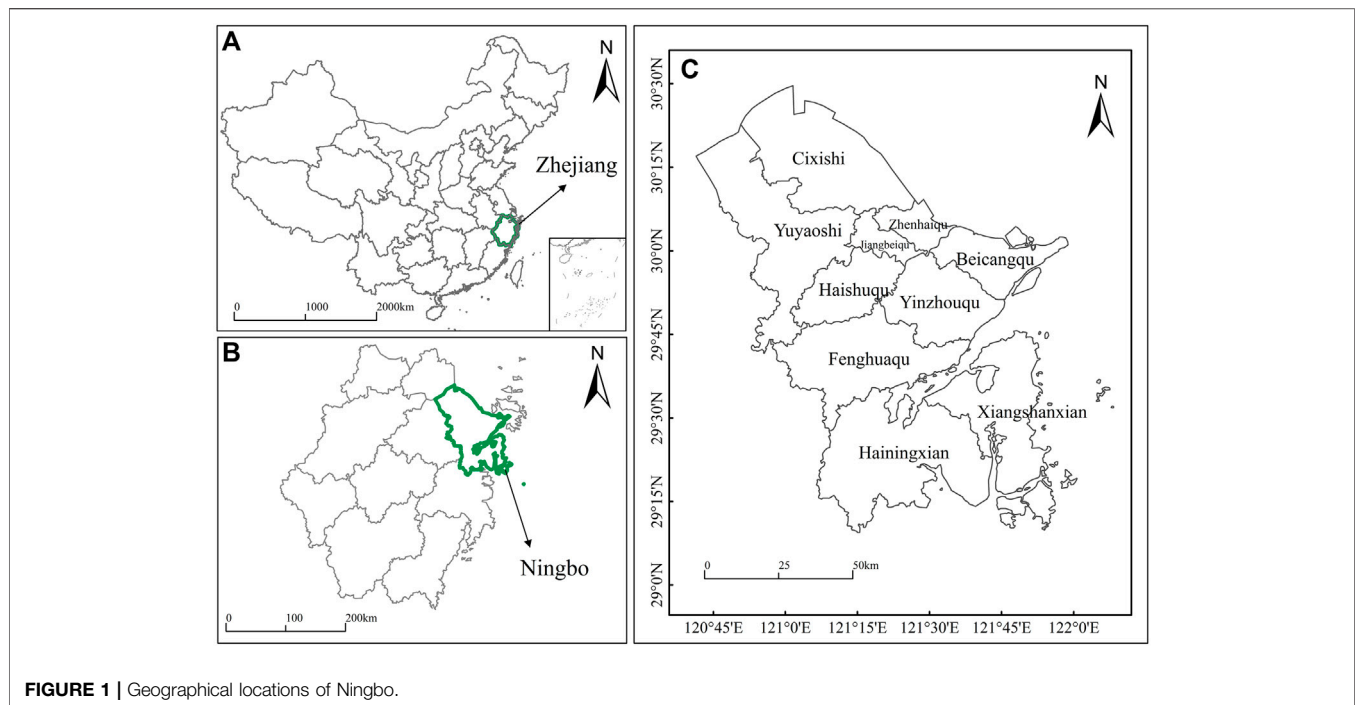 A
N
Zhejiang
0 1000 2000km
B
N
Ningbo
0 100 200km
C
N
30°30'N
30°15'N
30°0'N
29°45'N
29°30'N
29°15'N
29°0'N
Cixishi
Zhenhaiqu
Yuyaoshi
Jiangbeiqu
Beicangqu
Haishuqu
Yinzhouqu
Fenghuaqu
Xiangshanxian
Hainingxian
0 25 50km
120°45'E 121°0'E 121°15'E 121°30'E 121°45'E 122°0'E
FIGURE 1 | Geographical locations of Ningbo.